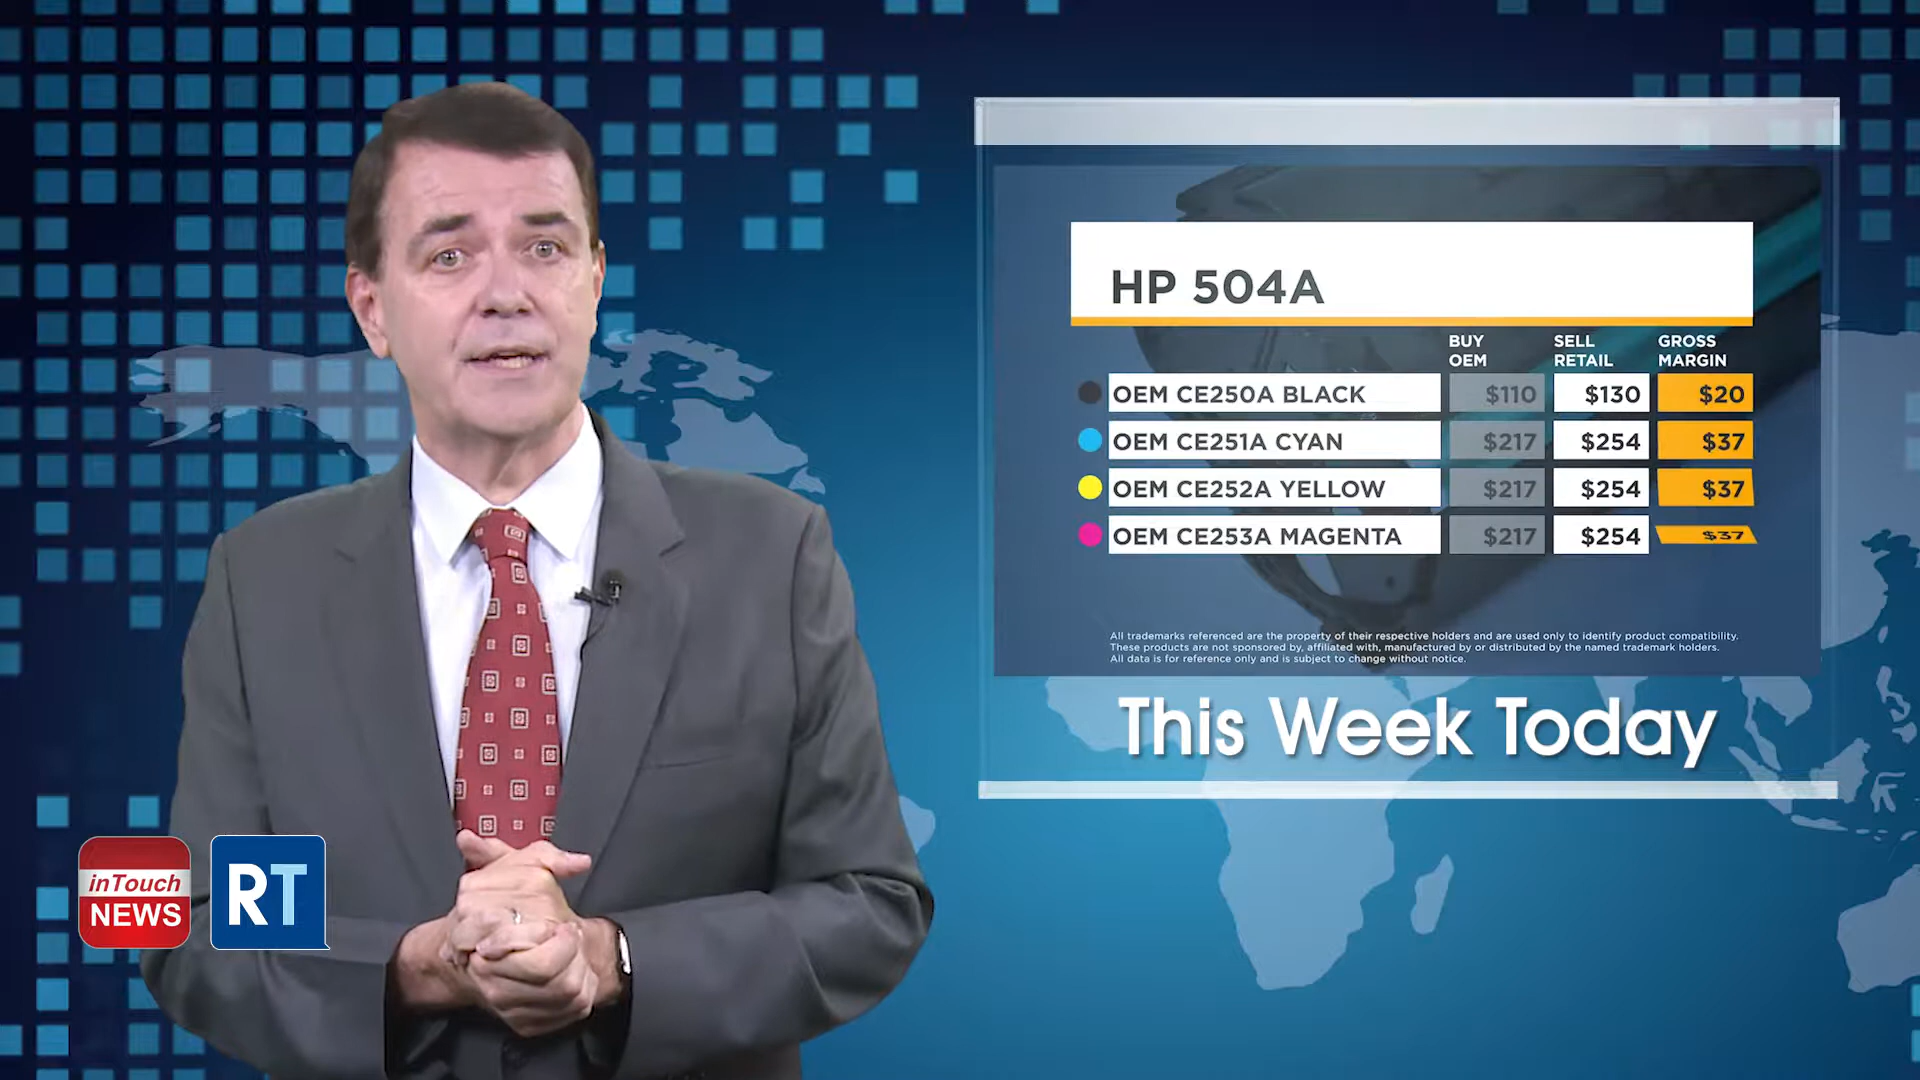 HP 504A
BUY OEM
SELL RETAIL
GROSS MARGIN
OEM CE250A BLACK $110 $130 $20
OEM CE251A CYAN $217 $254 $37
OEM CE252A YELLOW $217 $254 $37
OEM CE253A MAGENTA $217 $254 $37
All trademarks referenced are the property of their respective holders and are used only to identify product compatibility.
These products are not sponsored by, affiliated with, manufactured by or distributed by the named trademark holders.
All data is for reference only and is subject to change without notice.
This Week Today
inTouch
NEWS
RT